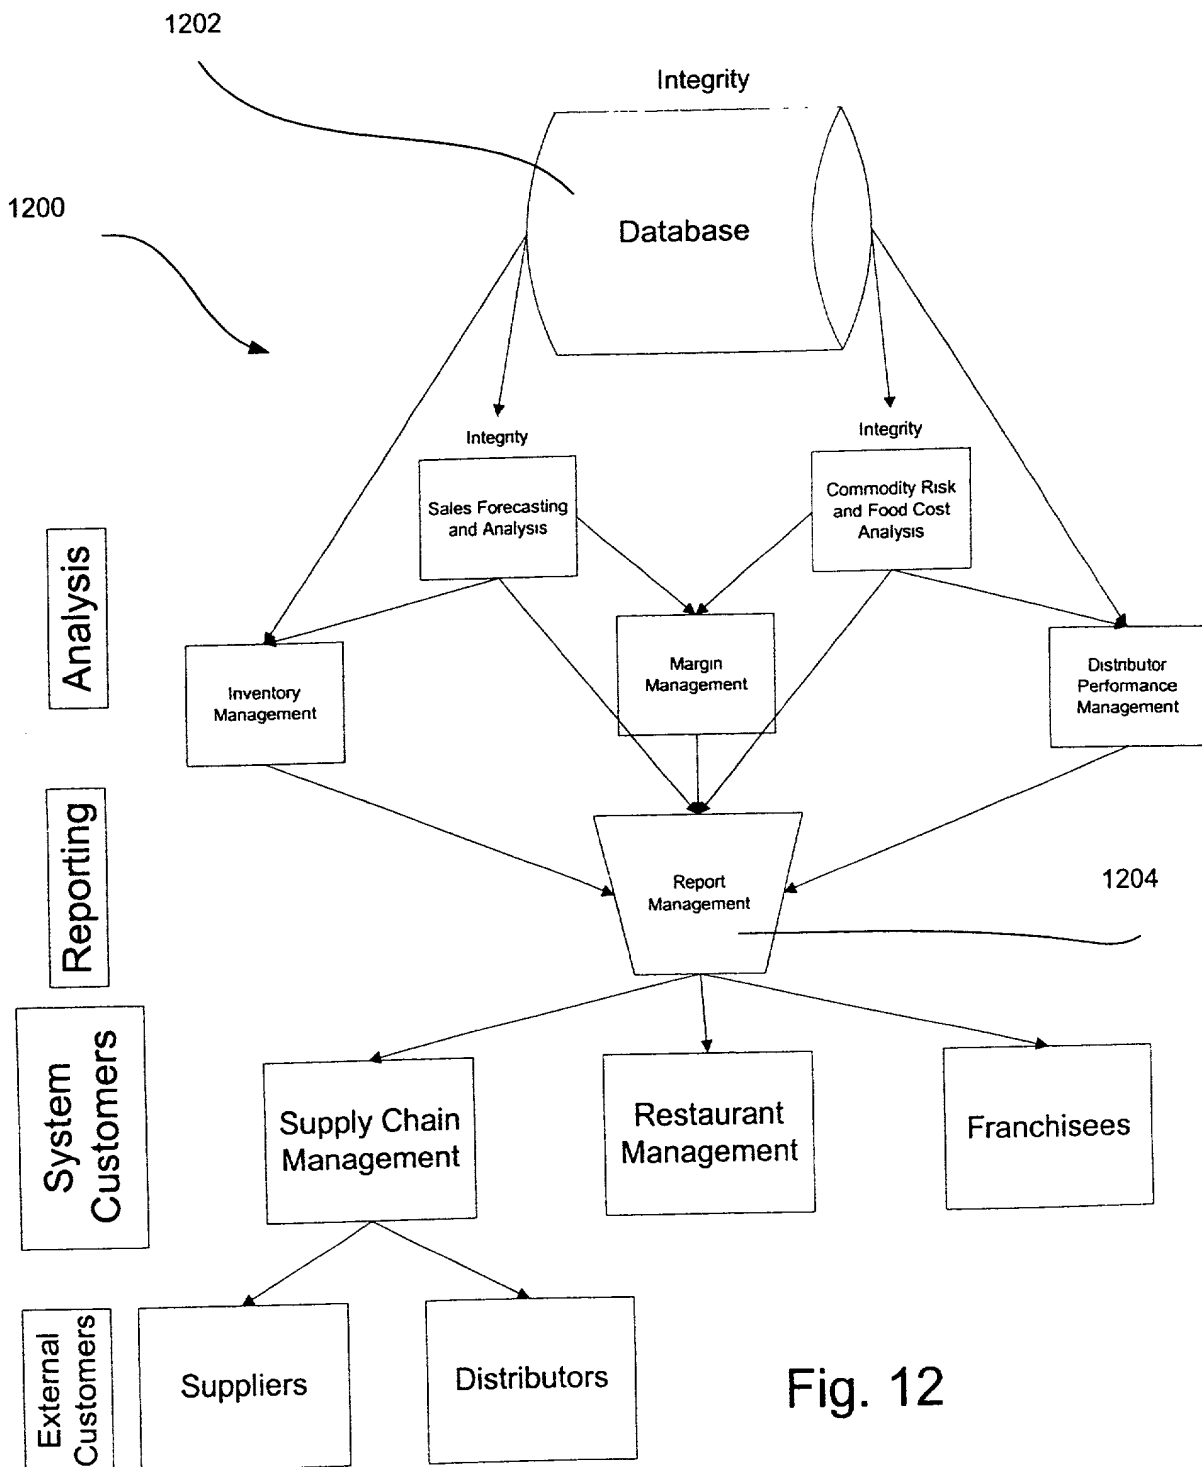 1202
Integrity
1200
Database
Integrity
Integrity
Sales Forecasting
and Analysis
Commodity Risk
and Food Cost
Analysis
Analysis
Inventory
Management
Margin
Management
Distributor
Performance
Management
Reporting
Report
Management
1204
System
Customers
Supply Chain
Management
Restaurant
Management
Franchisees
External
Customers
Suppliers
Distributors
Fig. 12